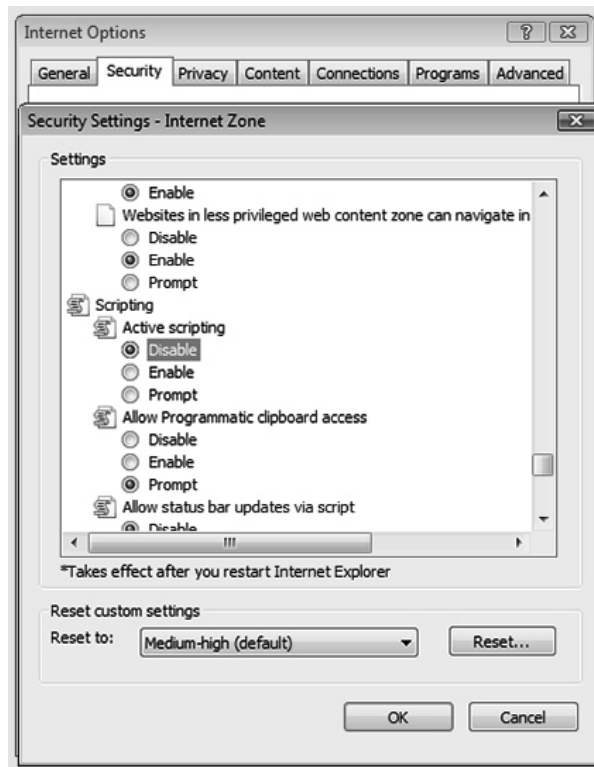 Internet Options
General Security Privacy Content Connections Programs Advanced
Security Settings - Internet Zone
Settings
Enable
Websites in less privileged web content zone can navigate in
Disable
Enable
Prompt
Scripting
Active scripting
Disable
Enable
Prompt
Allow Programmatic clipboard access
Disable
Enable
Prompt
Allow status bar updates via script
Disable
*Takes effect after you restart Internet Explorer
Reset custom settings
Reset to: Medium-high (default) Reset...
OK Cancel